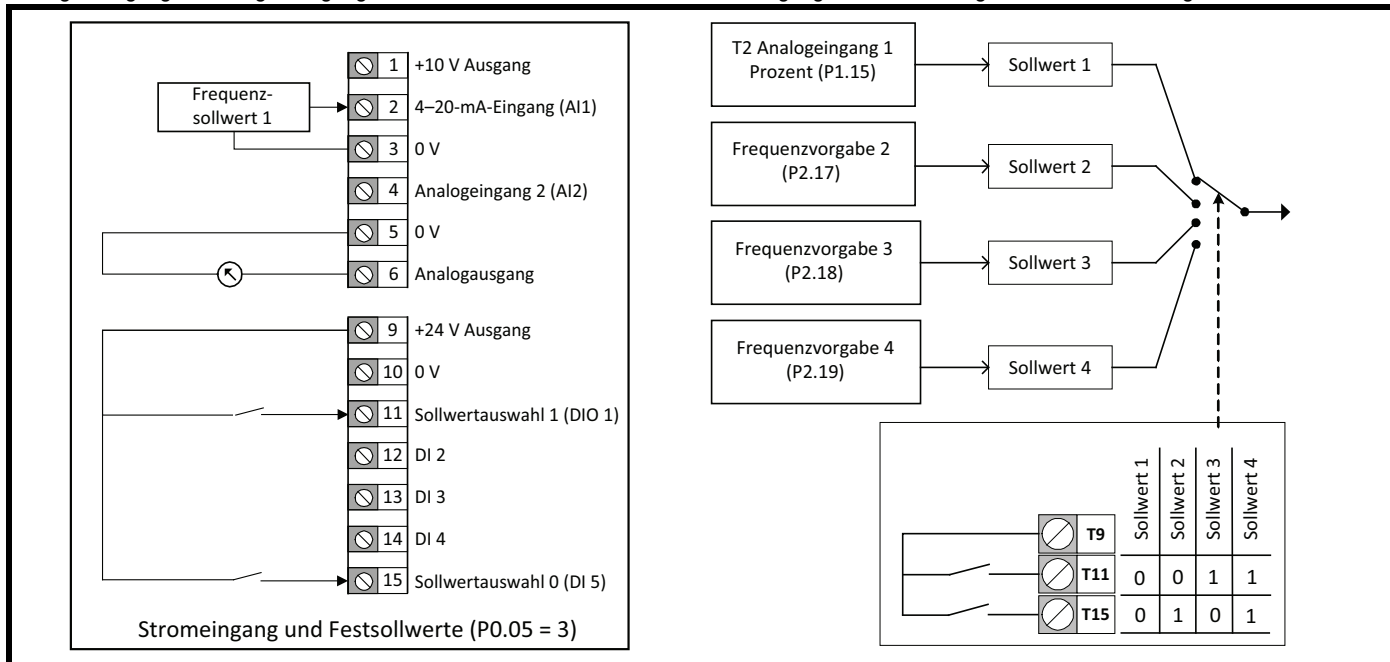 1 +10 V Ausgang
Frequenz-
sollwert 1
2 4–20-mA-Eingang (AI1)
3 0 V
4 Analogeingang 2 (AI2)
5 0 V
6 Analogausgang
9 +24 V Ausgang
10 0 V
11 Sollwertauswahl 1 (DIO 1)
12 DI 2
13 DI 3
14 DI 4
15 Sollwertauswahl 0 (DI 5)
Stromeingang und Festsollwerte (P0.05 = 3)
T2 Analogeingang 1
Prozent (P1.15)
Sollwert 1
Frequenzvorgabe 2
(P2.17)
Sollwert 2
Frequenzvorgabe 3
(P2.18)
Sollwert 3
Frequenzvorgabe 4
(P2.19)
Sollwert 4
Sollwert 1
Sollwert 2
Sollwert 3
Sollwert 4
T9
T11 0 0 1 1
T15 0 1 0 1